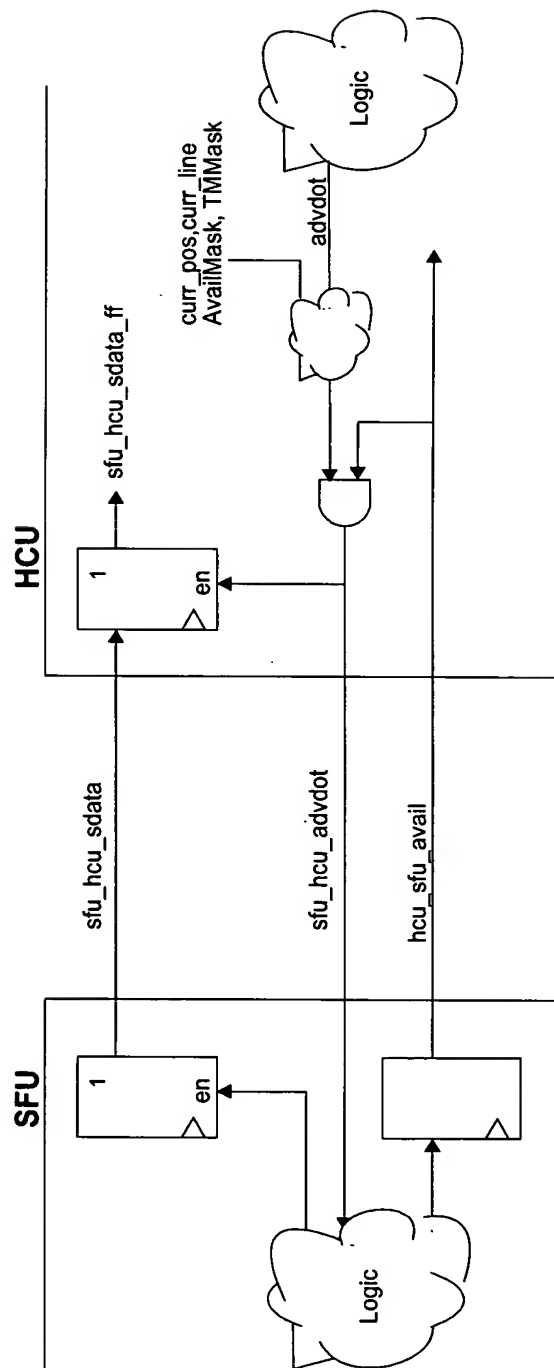 SFU
HCU
1
en
sfu_hcu_sdata
1
en
sfu_hcu_sdata_ff
curr_pos,curr_line
AvailMask, TMMask
Logic
sfu_hcu_advdot
advdot
Logic
hcu_sfu_avail